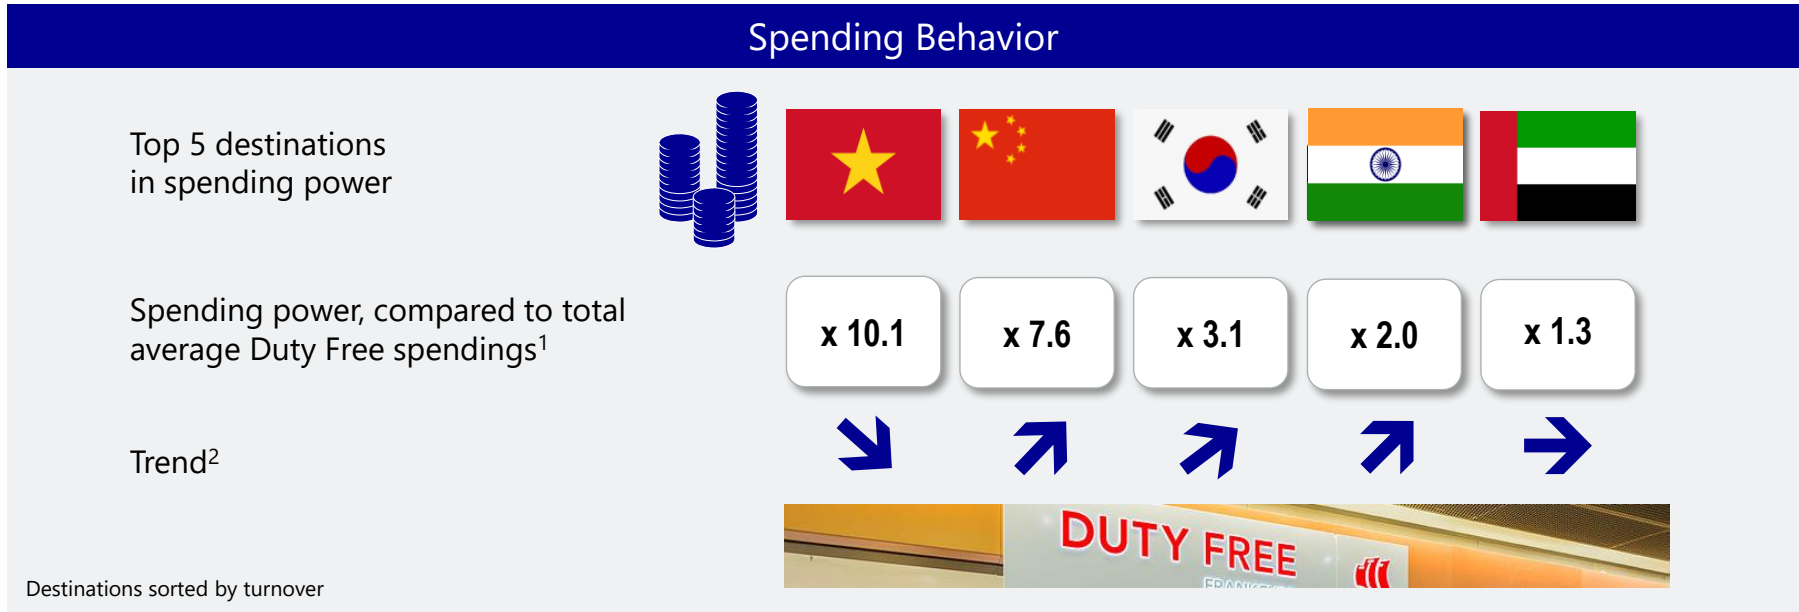 Spending Behavior
Top 5 destinations
in spending power
Spending power, compared to total
average Duty Free spendings¹
x 10.1
x 7.6
x 3.1
x 2.0
x 1.3
Trend²
DUTY FREE
Destinations sorted by turnover